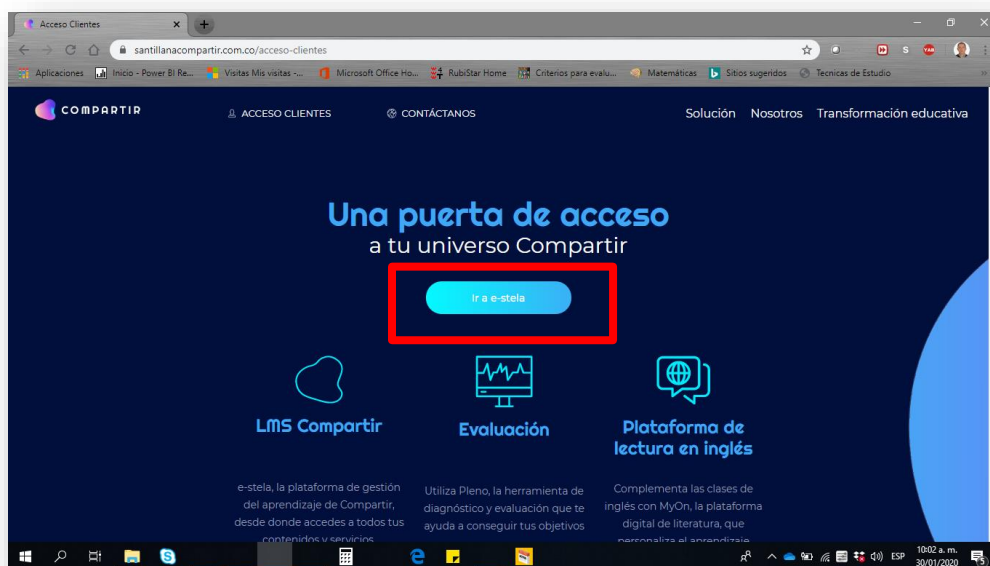 Acceso Clientes
santillanacompartir.com.co/acceso-clientes
Aplicaciones Inicio - Power BI Re... Visitas Mis visitas -... Microsoft Office Ho... RubiStar Home Criterios para evalu... Matemáticas Sitios sugeridos Tecnicas de Estudio
COMPARTIR ACCESO CLIENTES CONTÁCTANOS Solución Nosotros Transformación educativa
Una puerta de acceso
a tu universo Compartir
Ir a e-stela
LMS Compartir
e-stela, la plataforma de gestión
del aprendizaje de Compartir,
desde donde accedes a todos tus
contenidos y servicios
Evaluación
Utiliza Pleno, la herramienta de
diagnóstico y evaluación que te
ayuda a conseguir tus objetivos
Plataforma de
lectura en inglés
Complementa las clases de
inglés con MyOn, la plataforma
digital de literatura, que
personaliza el aprendizaje
ESP
10:02 a. m.
30/01/2020